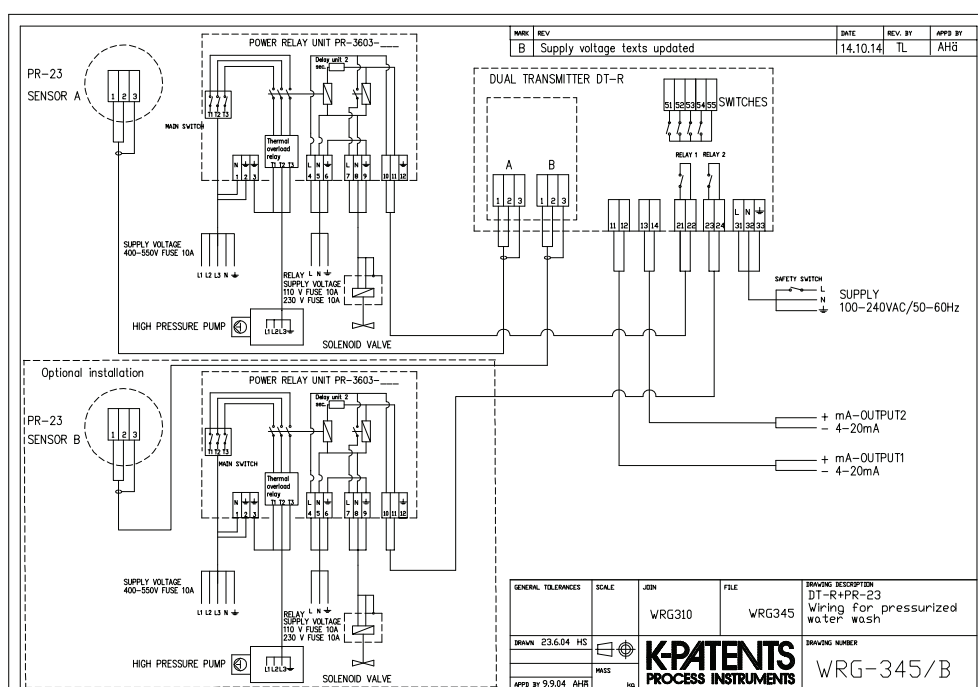 MARK REV DATE REV. BY APPD BY
B Supply voltage texts updated 14.10.14 TL AHö
PR-23
SENSOR A
1 2 3
POWER RELAY UNIT PR-3603-___
Delay unit 2
sec.
T1 T2 T3
MAIN SWITCH
Thermal
overload
relay
T1 T2 T3
N ⏚ ⏚
1 2 3
L N ⏚
4 5 6
L N ⏚
7 8 9
10 11 12
SUPPLY VOLTAGE
400-550V FUSE 10A
L1 L2 L3 N ⏚
RELAY L N ⏚
SUPPLY VOLTAGE
110 V FUSE 10A
230 V FUSE 10A
HIGH PRESSURE PUMP
L1L2L3⏚
SOLENOID VALVE
DUAL TRANSMITTER DT-R
51 52 53 54 55
SWITCHES
RELAY 1 RELAY 2
A B
1 2 3
1 2 3
11 12
13 14
21 22
23 24
L N ⏚
31 32 33
SAFETY SWITCH
L
N
⏚
SUPPLY
100-240VAC/50-60Hz
+ mA-OUTPUT2
- 4-20mA
+ mA-OUTPUT1
- 4-20mA
Optional installation
PR-23
SENSOR B
1 2 3
POWER RELAY UNIT PR-3603-___
Delay unit 2
sec.
T1 T2 T3
MAIN SWITCH
Thermal
overload
relay
T1 T2 T3
N ⏚ ⏚
1 2 3
L N ⏚
4 5 6
L N ⏚
7 8 9
10 11 12
SUPPLY VOLTAGE
400-550V FUSE 10A
L1 L2 L3 N ⏚
RELAY L N ⏚
SUPPLY VOLTAGE
110 V FUSE 10A
230 V FUSE 10A
HIGH PRESSURE PUMP
L1L2L3⏚
SOLENOID VALVE
GENERAL TOLERANCES
SCALE
JOIN
WRG310
FILE
WRG345
DRAWING DESCRIPTION
DT-R+PR-23
Wiring for pressurized
water wash
DRAWN 23.6.04 HS
APPD BY 9.9.04 AHÄ
MASS
kg
K-PATENTS
PROCESS INSTRUMENTS
DRAWING NUMBER
WRG-345/B